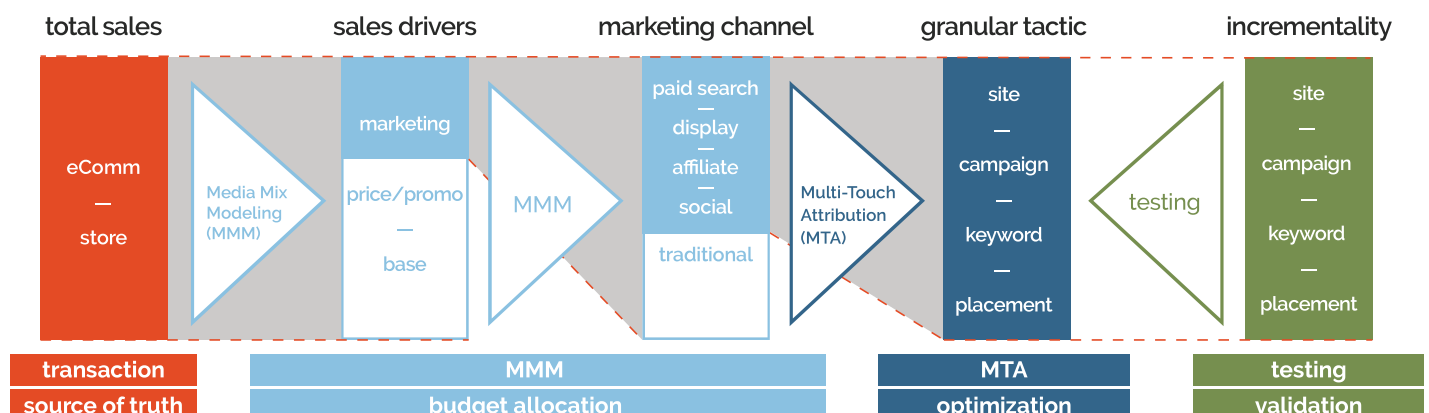 total sales
sales drivers
marketing channel
granular tactic
incrementality
eComm
—
store
Media Mix
Modeling
(MMM)
marketing
price/promo
—
base
MMM
paid search
—
display
—
affiliate
—
social
traditional
Multi-Touch
Attribution
(MTA)
site
—
campaign
—
keyword
—
placement
testing
site
—
campaign
—
keyword
—
placement
transaction
source of truth
MMM
budget allocation
MTA
optimization
testing
validation